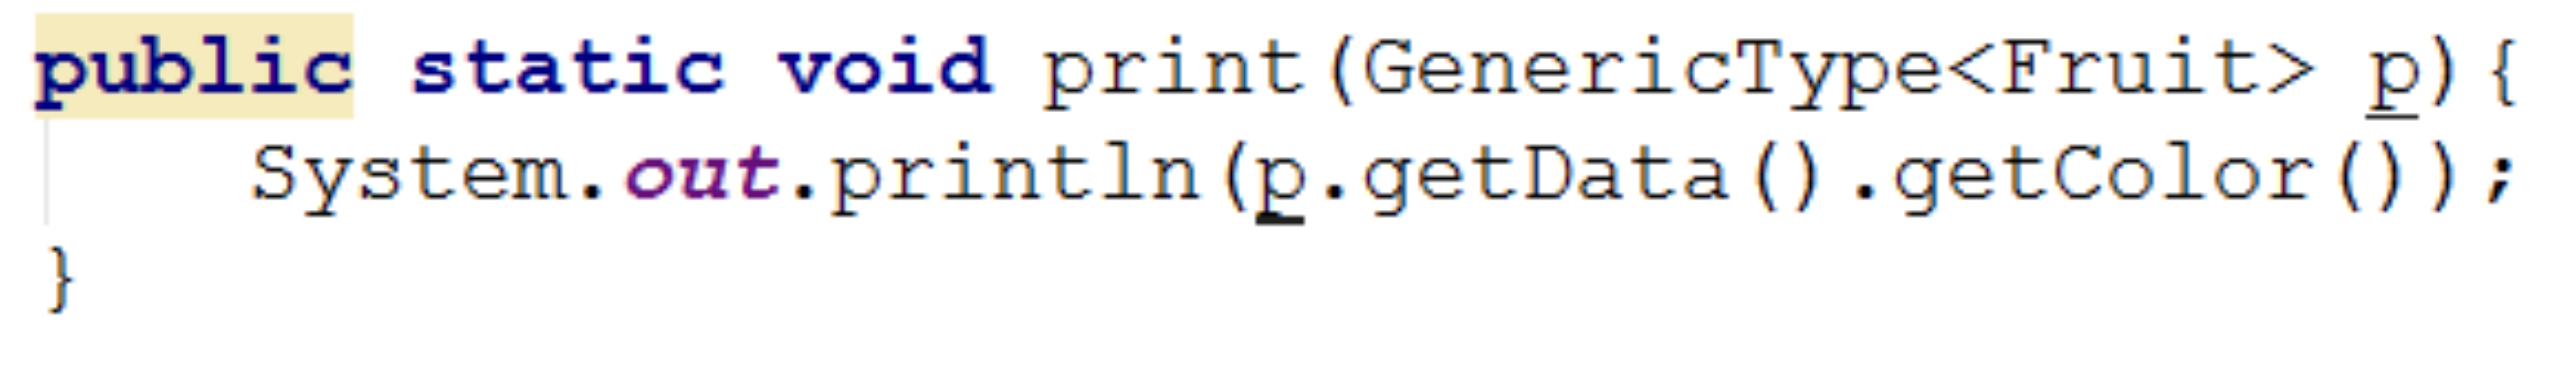 public static void print(GenericType<Fruit> p){
    System.out.println(p.getData().getColor());
}